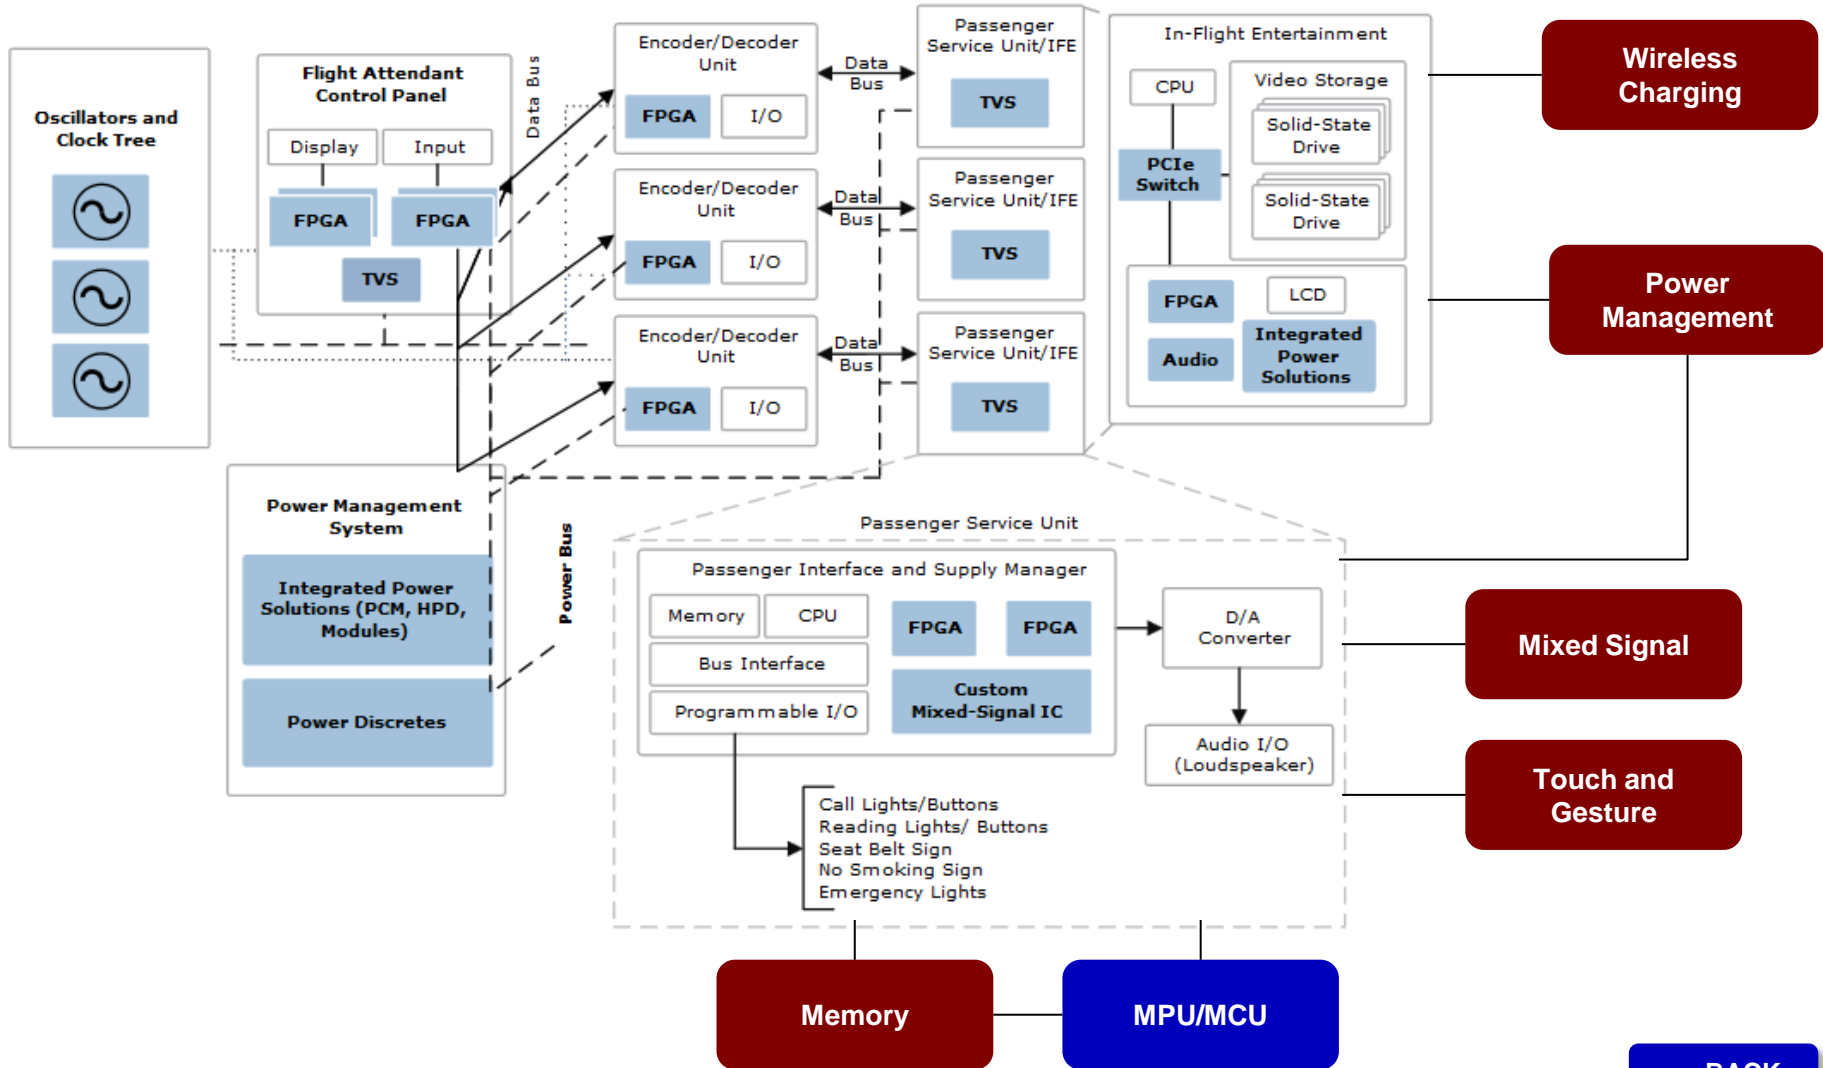 Oscillators and
Clock Tree
Flight Attendant
Control Panel
Display
Input
FPGA
FPGA
TVS
Data Bus
Encoder/Decoder
Unit
FPGA
I/O
Encoder/Decoder
Unit
FPGA
I/O
Encoder/Decoder
Unit
FPGA
I/O
Data
Bus
Data
Bus
Data
Bus
Passenger
Service Unit/IFE
TVS
Passenger
Service Unit/IFE
TVS
Passenger
Service Unit/IFE
TVS
In-Flight Entertainment
CPU
PCIe
Switch
Video Storage
Solid-State
Drive
Solid-State
Drive
FPGA
LCD
Audio
Integrated
Power
Solutions
Wireless
Charging
Power
Management
Power Management
System
Integrated Power
Solutions (PCM, HPD,
Modules)
Power Discretes
Power Bus
Passenger Service Unit
Passenger Interface and Supply Manager
Memory
CPU
Bus Interface
Programmable I/O
FPGA
FPGA
Custom
Mixed-Signal IC
D/A
Converter
Audio I/O
(Loudspeaker)
Call Lights/Buttons
Reading Lights/ Buttons
Seat Belt Sign
No Smoking Sign
Emergency Lights
Mixed Signal
Touch and
Gesture
Memory
MPU/MCU
BACK